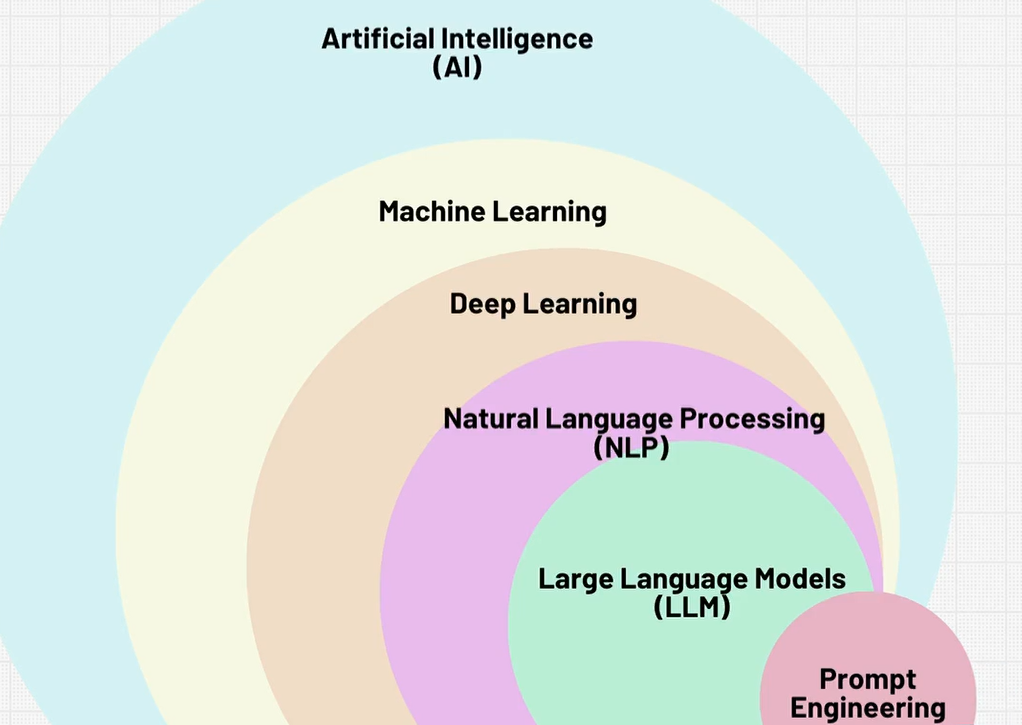 Artificial Intelligence
(AI)
Machine Learning
Deep Learning
Natural Language Processing
(NLP)
Large Language Models
(LLM)
Prompt
Engineering